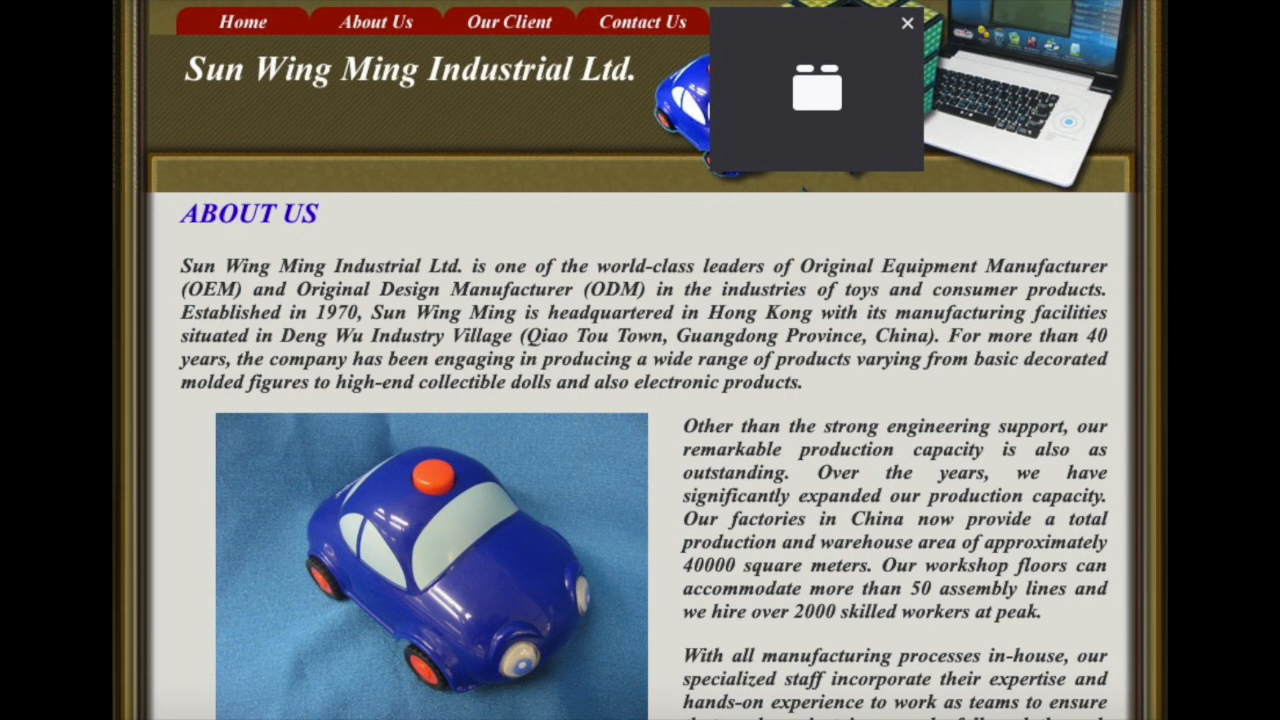 Home About Us Our Client Contact Us
Sun Wing Ming Industrial Ltd.
ABOUT US
Sun Wing Ming Industrial Ltd. is one of the world-class leaders of Original Equipment Manufacturer
(OEM) and Original Design Manufacturer (ODM) in the industries of toys and consumer products.
Established in 1970, Sun Wing Ming is headquartered in Hong Kong with its manufacturing facilities
situated in Deng Wu Industry Village (Qiao Tou Town, Guangdong Province, China). For more than 40
years, the company has been engaging in producing a wide range of products varying from basic decorated
molded figures to high-end collectible dolls and also electronic products.
Other than the strong engineering support, our
remarkable production capacity is also as
outstanding. Over the years, we have
significantly expanded our production capacity.
Our factories in China now provide a total
production and warehouse area of approximately
40000 square meters. Our workshop floors can
accommodate more than 50 assembly lines and
we hire over 2000 skilled workers at peak.
With all manufacturing processes in-house, our
specialized staff incorporate their expertise and
hands-on experience to work as teams to ensure